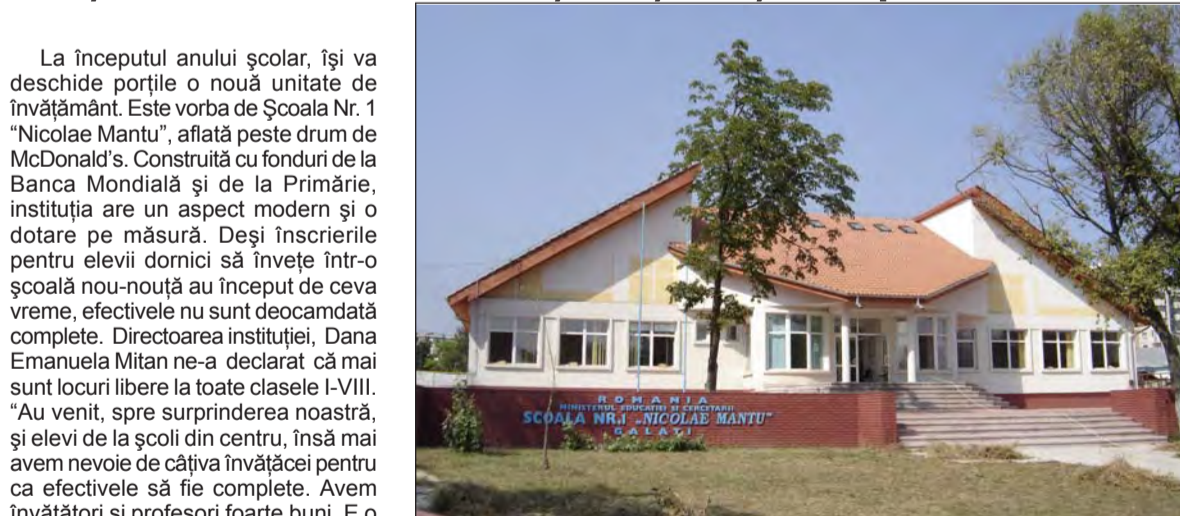 La începutul anului şcolar, îşi va
deschide porţile o nouă unitate de
învăţământ. Este vorba de Şcoala Nr. 1
“Nicolae Mantu”, aflată peste drum de
McDonald’s. Construită cu fonduri de la
Banca Mondială şi de la Primărie,
instituţia are un aspect modern şi o
dotare pe măsură. Deşi înscrierile
pentru elevii dornici să înveţe într-o
şcoală nou-nouţă au început de ceva
vreme, efectivele nu sunt deocamdată
complete. Directoarea instituţiei, Dana
Emanuela Mitan ne-a declarat că mai
sunt locuri libere la toate clasele I-VIII.
“Au venit, spre surprinderea noastră,
şi elevi de la şcoli din centru, însă mai
avem nevoie de câţiva învăţăcei pentru
ca efectivele să fie complete. Avem
învăţători şi profesori foarte buni. E o
ROMANIA
MINISTERUL EDUCATIEI SI CERCETARII
SCOALA NR.1 „NICOLAE MANTU”
GALATI